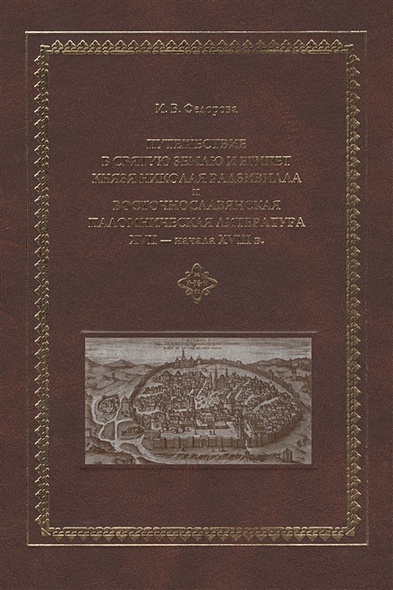 И. В. Федорова
ПУТЕШЕСТВИЕ
В СВЯТУЮ ЗЕМЛЮ И ЕГИПЕТ
КНЯЗЯ НИКОЛАЯ РАДЗИВИЛЛА
И
ВОСТОЧНОСЛАВЯНСКАЯ
ПАЛОМНИЧЕСКАЯ ЛИТЕРАТУРА
XVII — начала XVIII в.